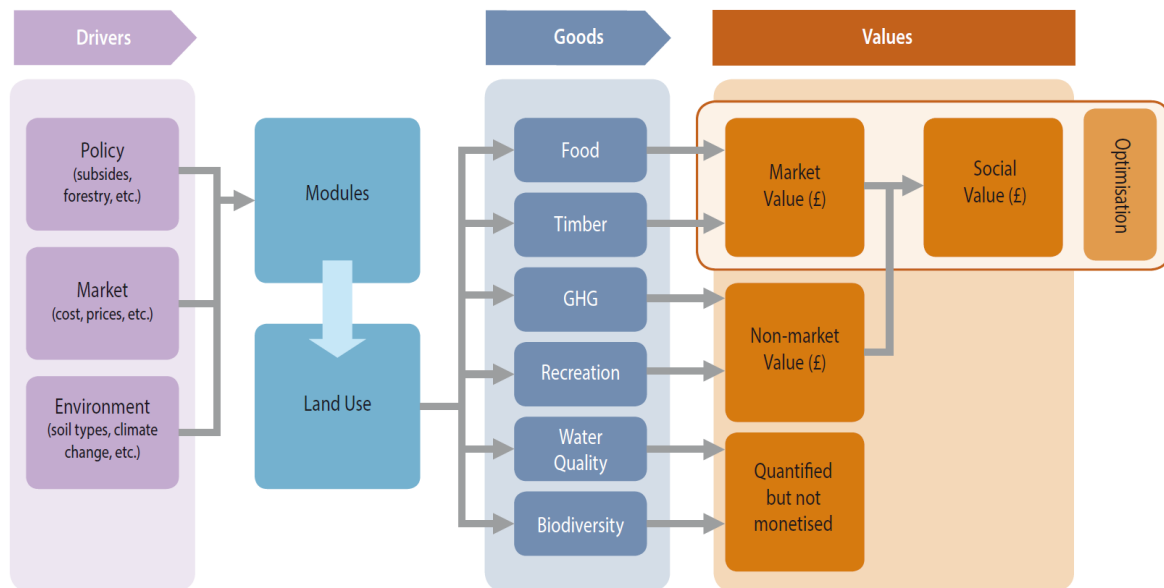 Drivers
Goods
Values
Policy
(subsides,
forestry, etc.)
Market
(cost, prices, etc.)
Environment
(soil types, climate
change, etc.)
Modules
Land Use
Food
Timber
GHG
Recreation
Water
Quality
Biodiversity
Market
Value (£)
Non-market
Value (£)
Quantified
but not
monetised
Social
Value (£)
Optimisation